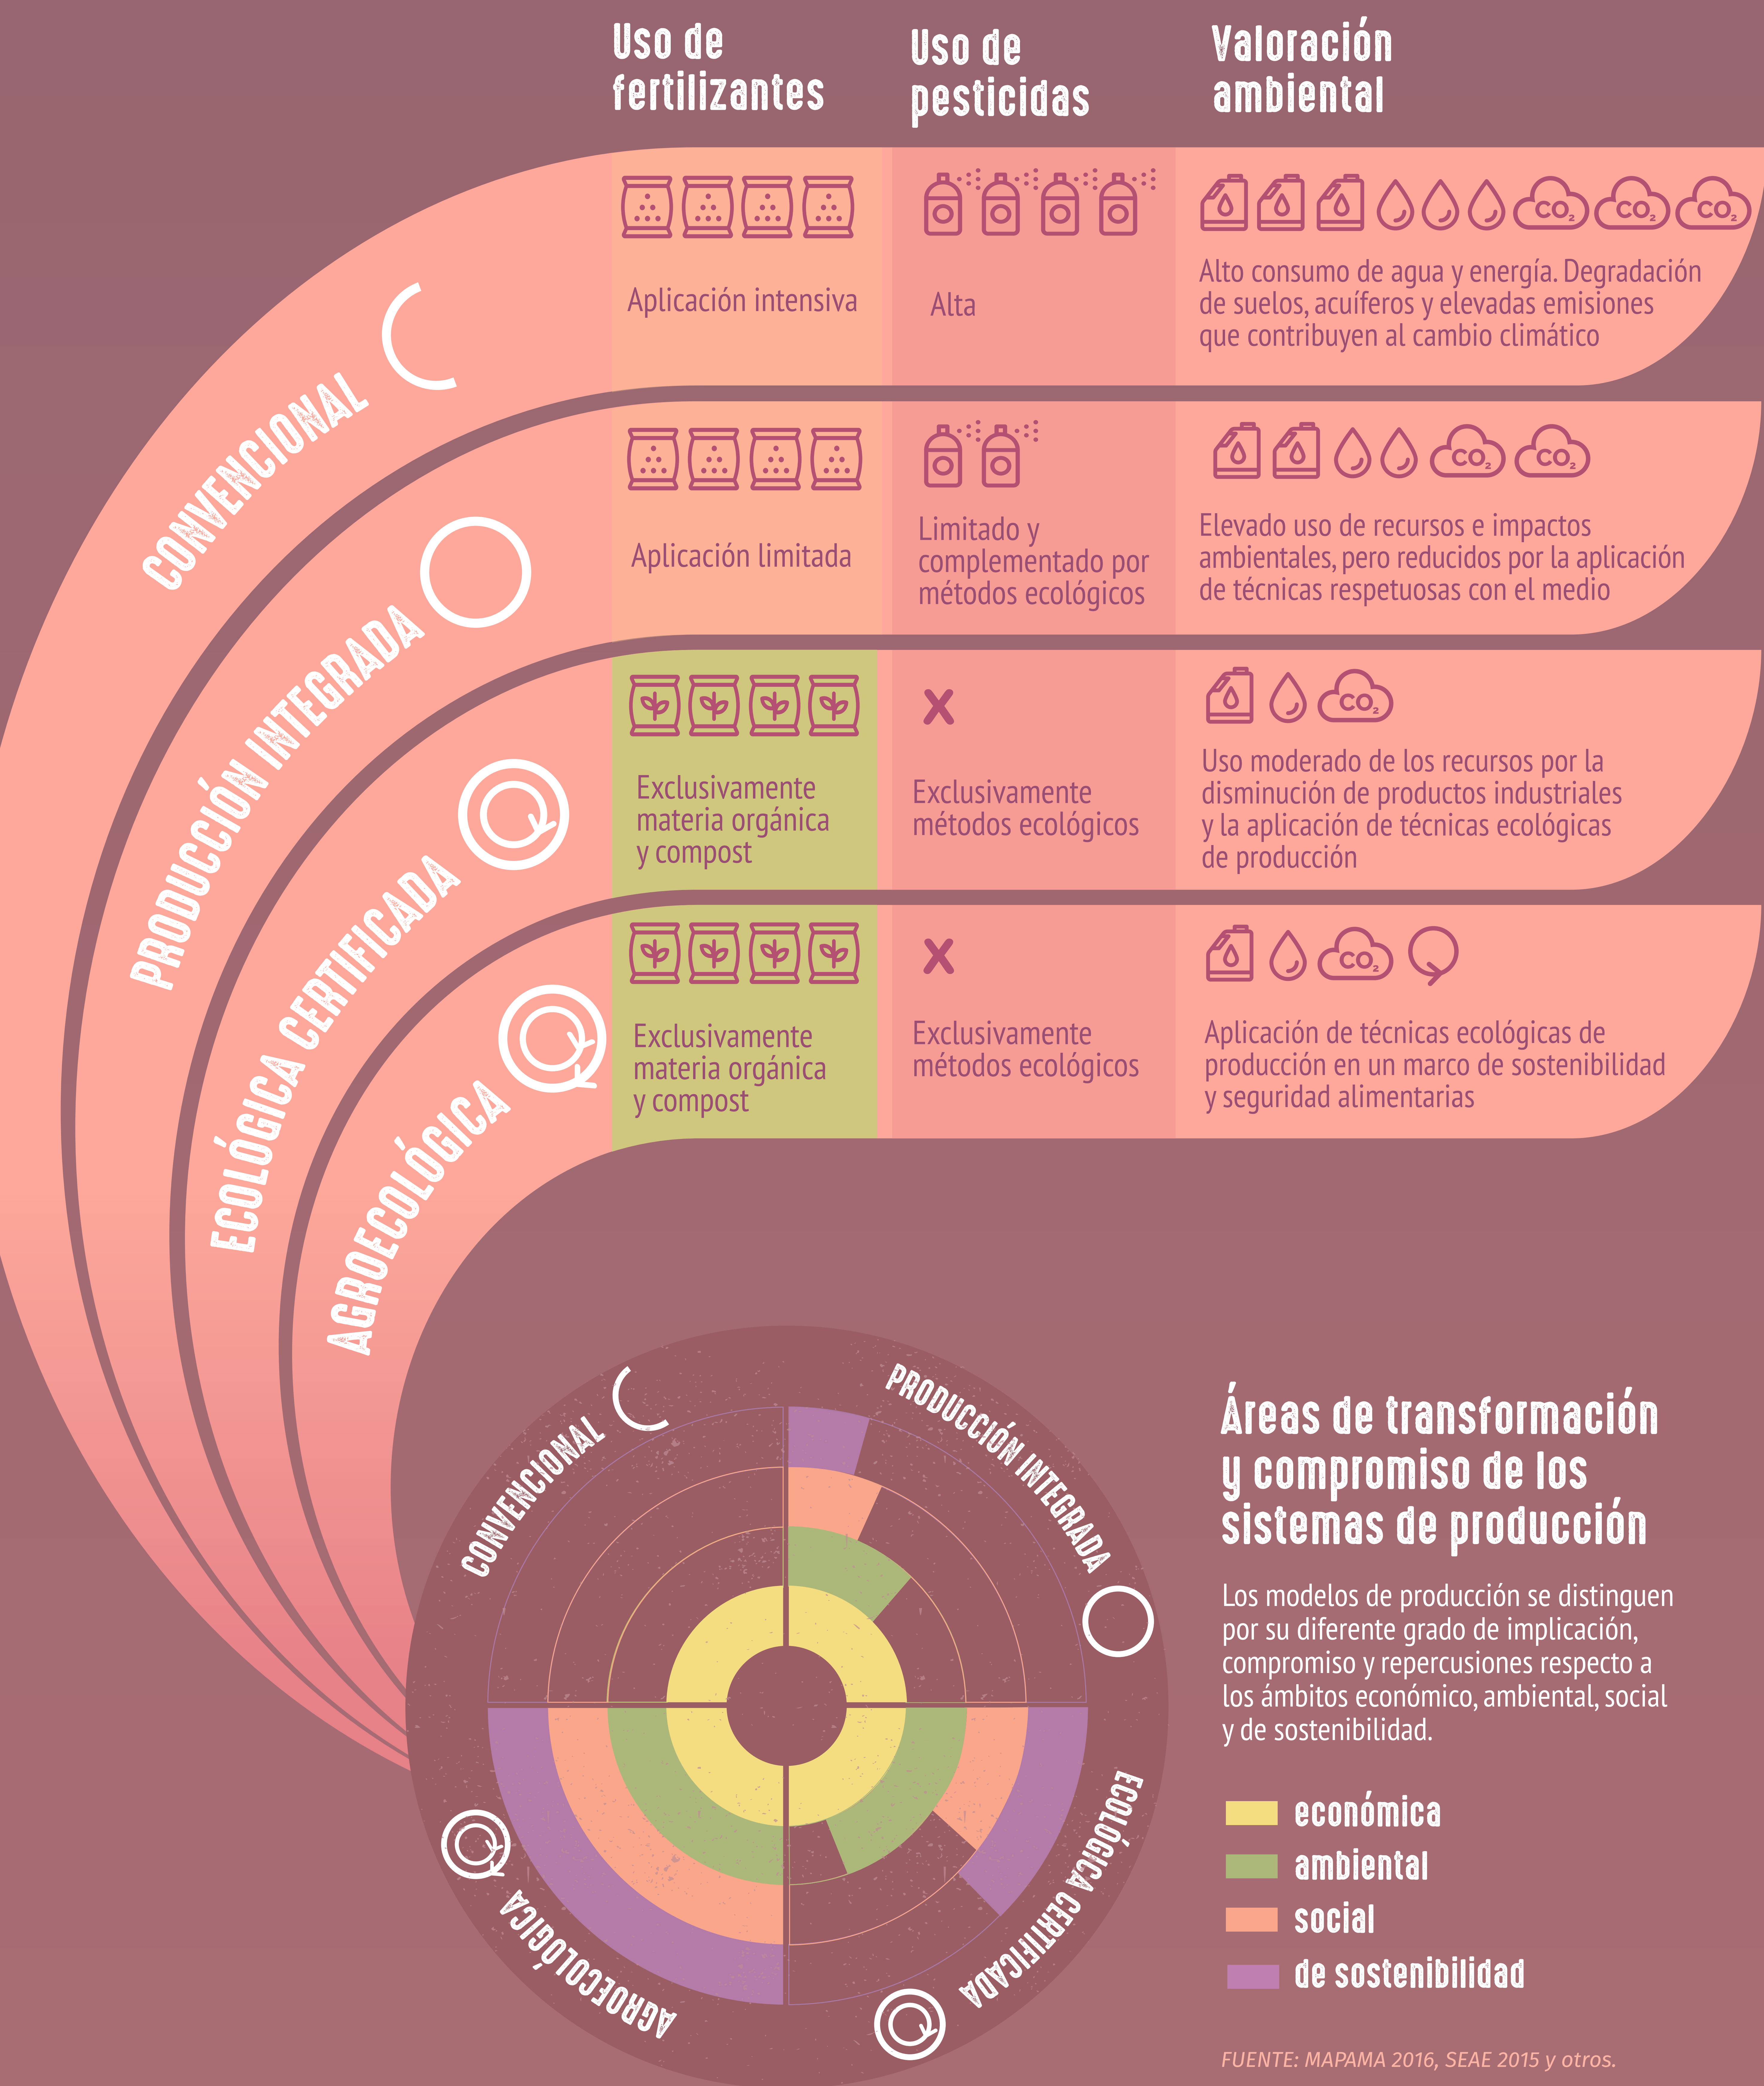 Uso de
fertilizantes
Uso de
pesticidas
Valoración
ambiental
CONVENCIONAL
Aplicación intensiva
Alta
CO₂ CO₂ CO₂
Alto consumo de agua y energía. Degradación
de suelos, acuíferos y elevadas emisiones
que contribuyen al cambio climático
PRODUCCIÓN INTEGRADA
Aplicación limitada
Limitado y
complementado por
métodos ecológicos
CO₂ CO₂
Elevado uso de recursos e impactos
ambientales, pero reducidos por la aplicación
de técnicas respetuosas con el medio
ECOLÓGICA CERTIFICADA
Exclusivamente
materia orgánica
y compost
X
Exclusivamente
métodos ecológicos
CO₂
Uso moderado de los recursos por la
disminución de productos industriales
y la aplicación de técnicas ecológicas
de producción
AGROECOLÓGICA
Exclusivamente
materia orgánica
y compost
X
Exclusivamente
métodos ecológicos
CO₂
Aplicación de técnicas ecológicas de
producción en un marco de sostenibilidad
y seguridad alimentarias
CONVENCIONAL
PRODUCCIÓN INTEGRADA
ECOLÓGICA CERTIFICADA
AGROECOLÓGICA
Áreas de transformación
y compromiso de los
sistemas de producción
Los modelos de producción se distinguen
por su diferente grado de implicación,
compromiso y repercusiones respecto a
los ámbitos económico, ambiental, social
y de sostenibilidad.
económica
ambiental
social
de sostenibilidad
FUENTE: MAPAMA 2016, SEAE 2015 y otros.